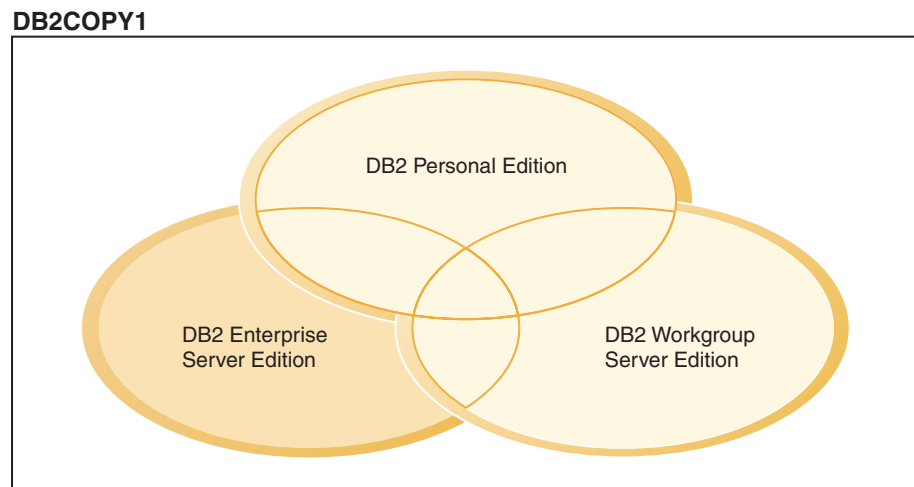 DB2COPY1
DB2 Personal Edition
DB2 Enterprise
Server Edition
DB2 Workgroup
Server Edition